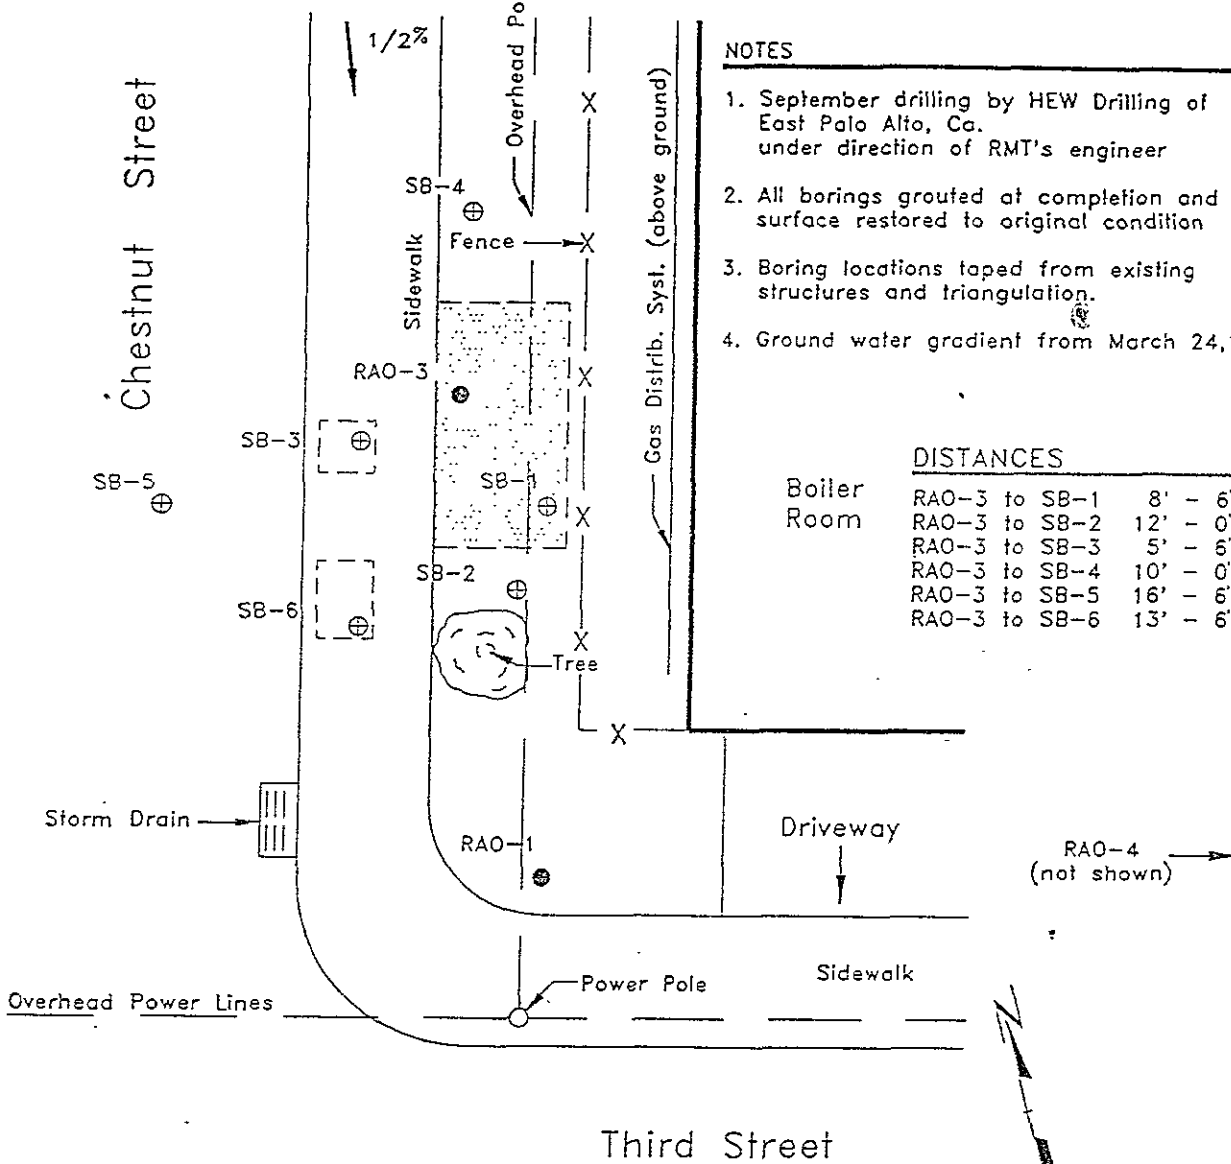 1/2%
Overhead Po
NOTES
1. September drilling by HEW Drilling of
East Palo Alto, Ca.
under direction of RMT's engineer
2. All borings grouted at completion and
surface restored to original condition
3. Boring locations taped from existing
structures and triangulation.
4. Ground water gradient from March 24,
Chestnut Street
SB-4
Fence
Sidewalk
Gas Distrib. Syst. (above ground)
RAO-3
SB-3
SB-5
SB-1
SB-2
SB-6
Tree
Boiler
Room
DISTANCES
RAO-3 to SB-1 8' - 6"
RAO-3 to SB-2 12' - 0"
RAO-3 to SB-3 5' - 6"
RAO-3 to SB-4 10' - 0"
RAO-3 to SB-5 16' - 6"
RAO-3 to SB-6 13' - 6"
X
X
X
X
X
X
Storm Drain
RAO-1
Driveway
RAO-4
(not shown)
Sidewalk
Power Pole
Overhead Power Lines
N
Third Street